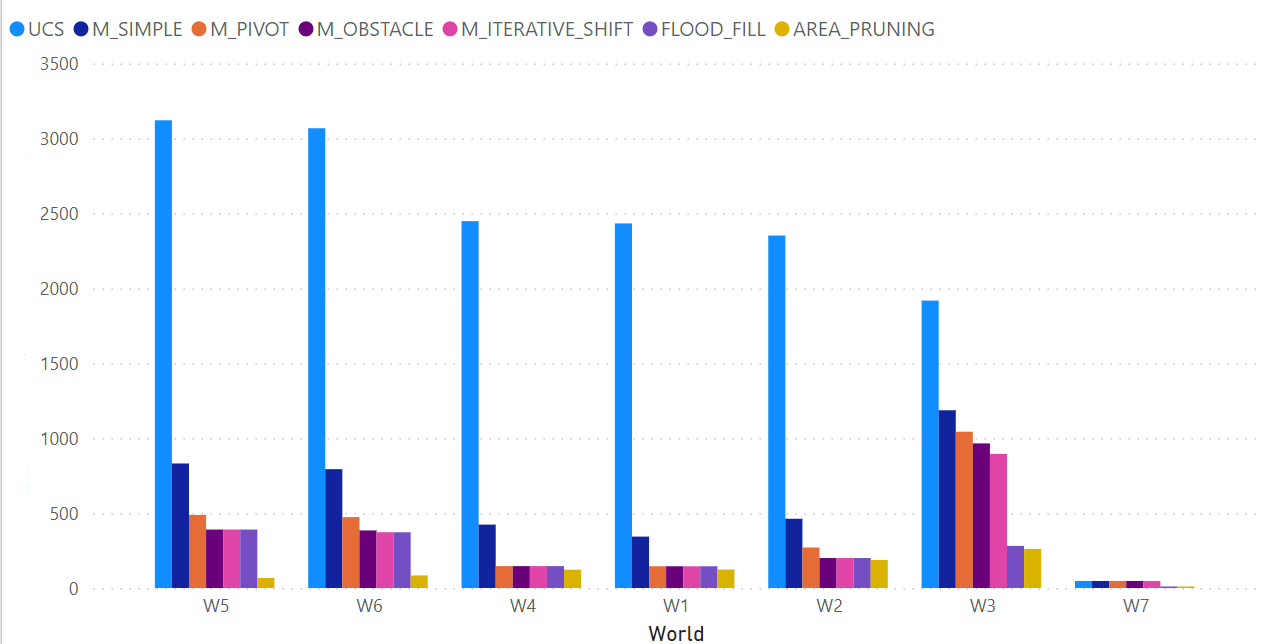 UCS M_SIMPLE M_PIVOT M_OBSTACLE M_ITERATIVE_SHIFT FLOOD_FILL AREA_PRUNING
3500
3000
2500
2000
1500
1000
500
0
W5 W6 W4 W1 W2 W3 W7
World